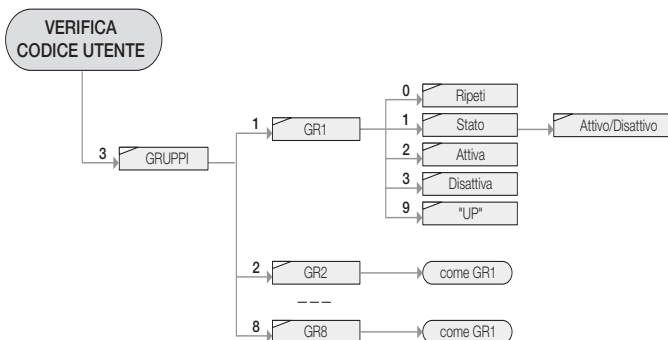 VERIFICA
CODICE UTENTE
3 GRUPPI
1 GR1
0 Ripeti
1 Stato Attivo/Disattivo
2 Attiva
3 Disattiva
9 "UP"
2 GR2 come GR1
---
8 GR8 come GR1